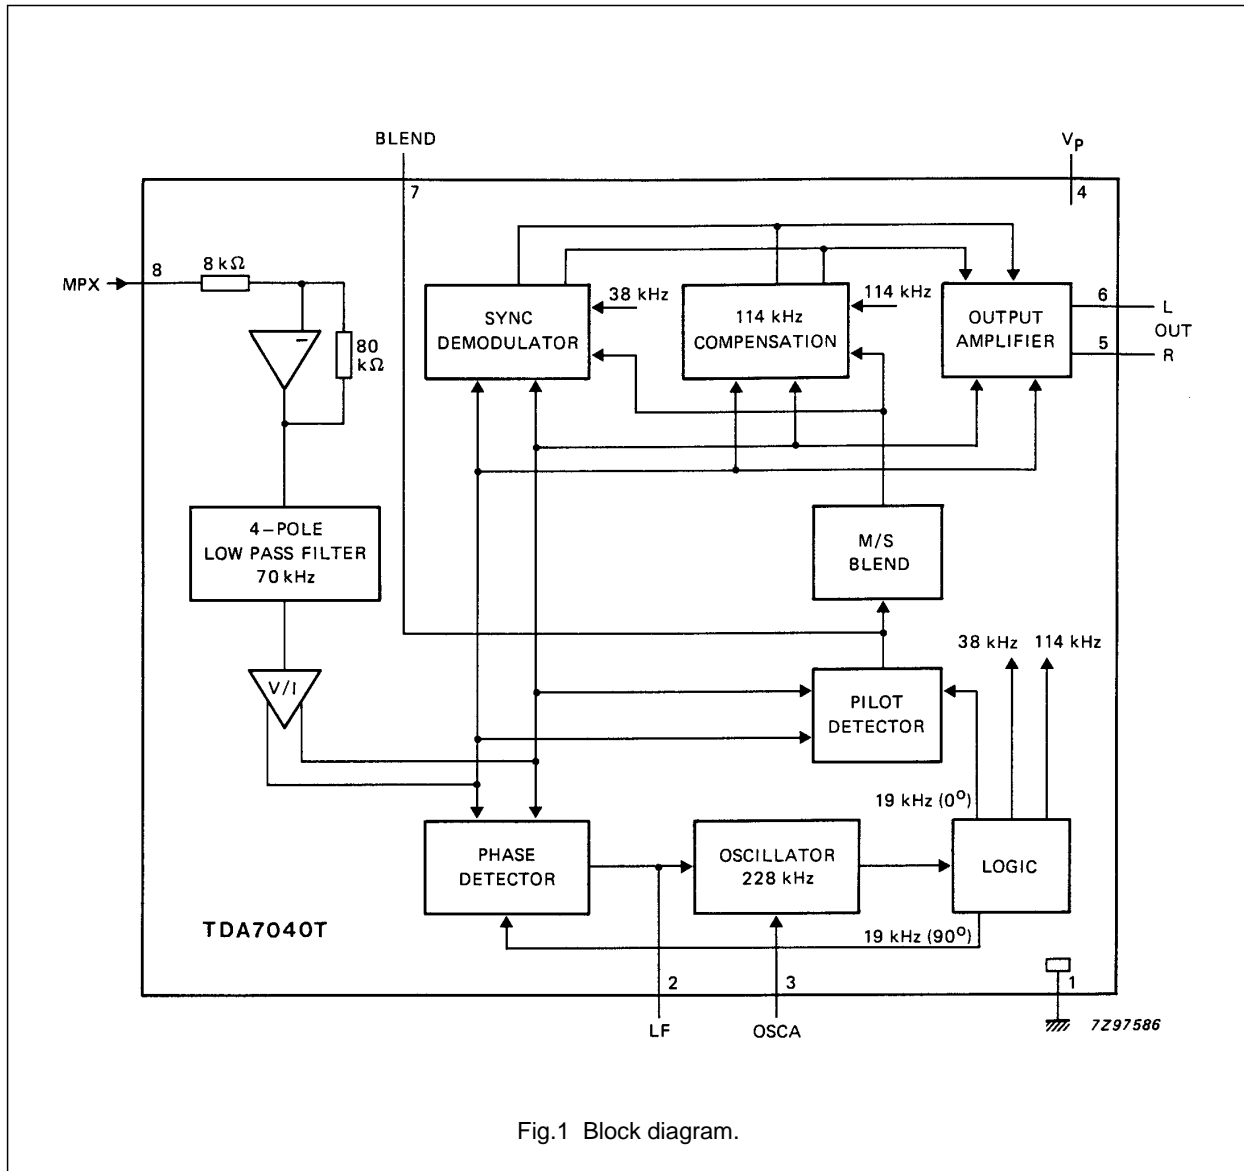 BLEND
V_P
7
4
MPX
8
8 kΩ
80
kΩ
SYNC
DEMODULATOR
38 kHz
114 kHz
COMPENSATION
114 kHz
OUTPUT
AMPLIFIER
6
L
OUT
5
R
4–POLE
LOW PASS FILTER
70 kHz
M/S
BLEND
38 kHz
114 kHz
V/I
PILOT
DETECTOR
19 kHz (0°)
PHASE
DETECTOR
OSCILLATOR
228 kHz
LOGIC
TDA7040T
19 kHz (90°)
2
3
1
LF
OSCA
7Z97586
Fig.1 Block diagram.